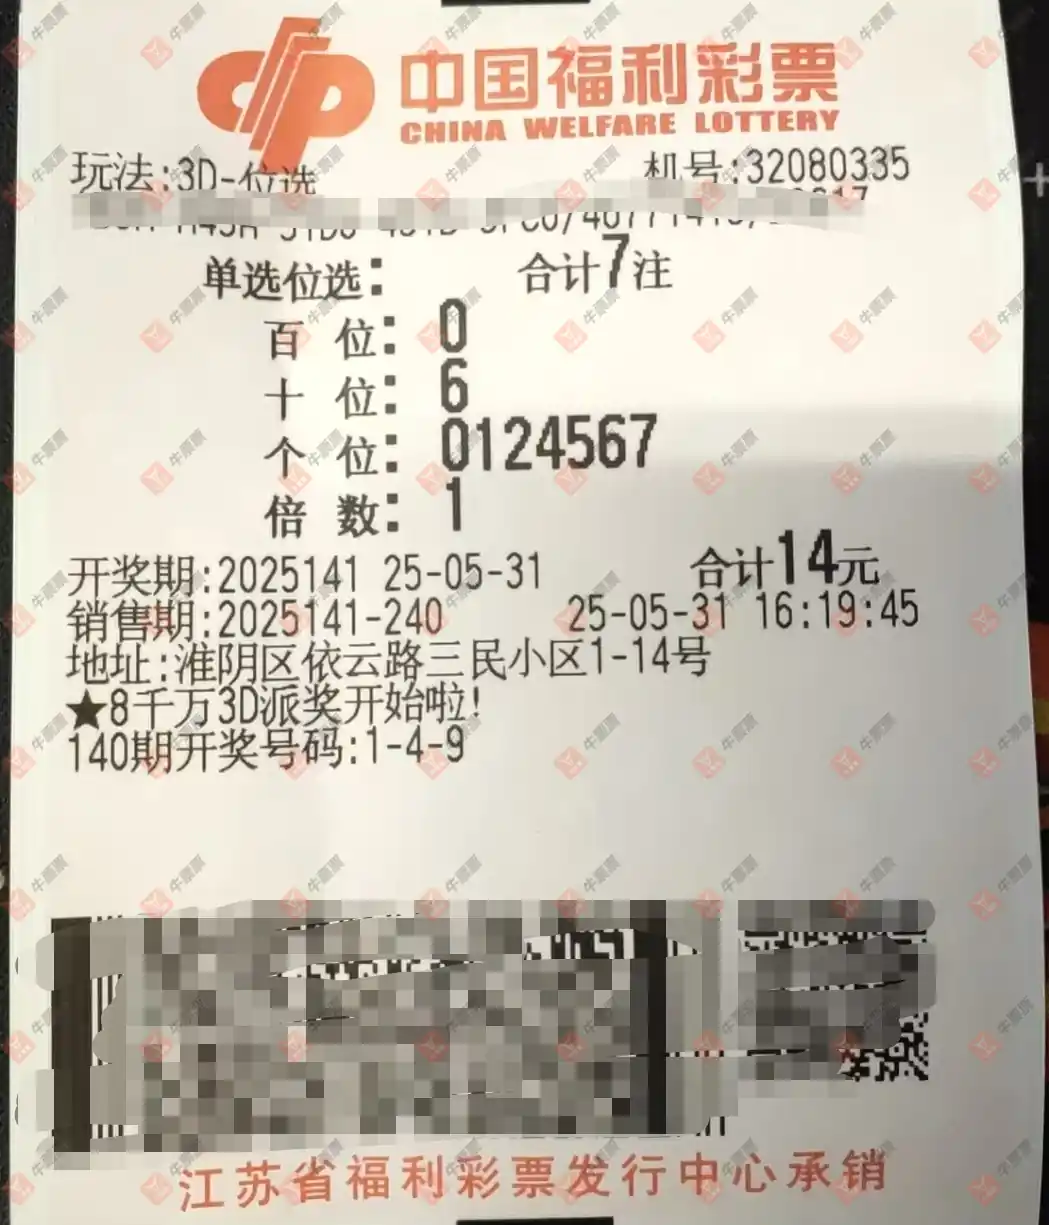 中国福利彩票
CHINA WELFARE LOTTERY
玩法:3D-位选 机号:32080335
单选位选: 合计7注
百位: 0
十位: 6
个位: 0124567
倍数: 1
开奖期:2025141 25-05-31 合计14元
销售期:2025141-240 25-05-31 16:19:45
地址:淮阴区依云路三民小区1-14号
★8千万3D派奖开始啦!
140期开奖号码:1-4-9
江苏省福利彩票发行中心承销
牛票票